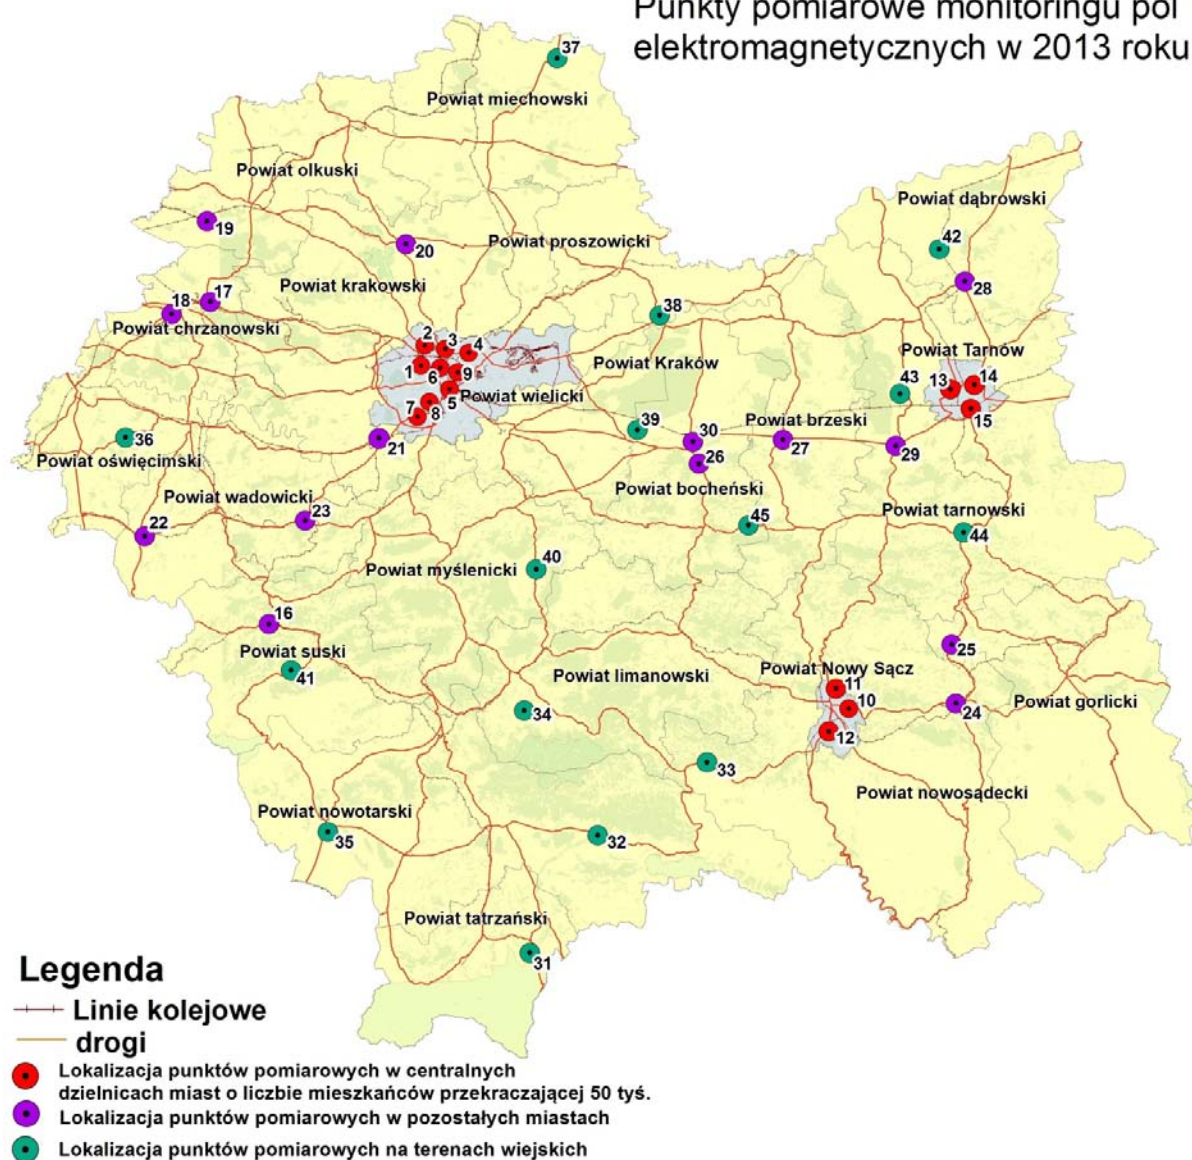 Punkty pomiarowe monitoringu pól
elektromagnetycznych w 2013 roku
37
Powiat miechowski
Powiat olkuski
Powiat dąbrowski
19
20
Powiat proszowicki
42
Powiat krakowski
28
17
18
38
Powiat chrzanowski
2
3
4
Powiat Kraków
Powiat Tarnów
1
6
9
43
13
14
5
Powiat wielicki
7
8
15
39
Powiat brzeski
36
21
30
27
29
Powiat oświęcimski
26
Powiat bocheński
Powiat wadowicki
23
45
Powiat tarnowski
22
44
40
Powiat myślenicki
16
25
Powiat suski
41
Powiat limanowski
Powiat Nowy Sącz
11
10
Powiat gorlicki
34
24
12
33
Powiat nowosądecki
Powiat nowotarski
35
32
Powiat tatrzański
31
Legenda
Linie kolejowe
drogi
Lokalizacja punktów pomiarowych w centralnych
dzielnicach miast o liczbie mieszkańców przekraczającej 50 tyś.
Lokalizacja punktów pomiarowych w pozostałych miastach
Lokalizacja punktów pomiarowych na terenach wiejskich